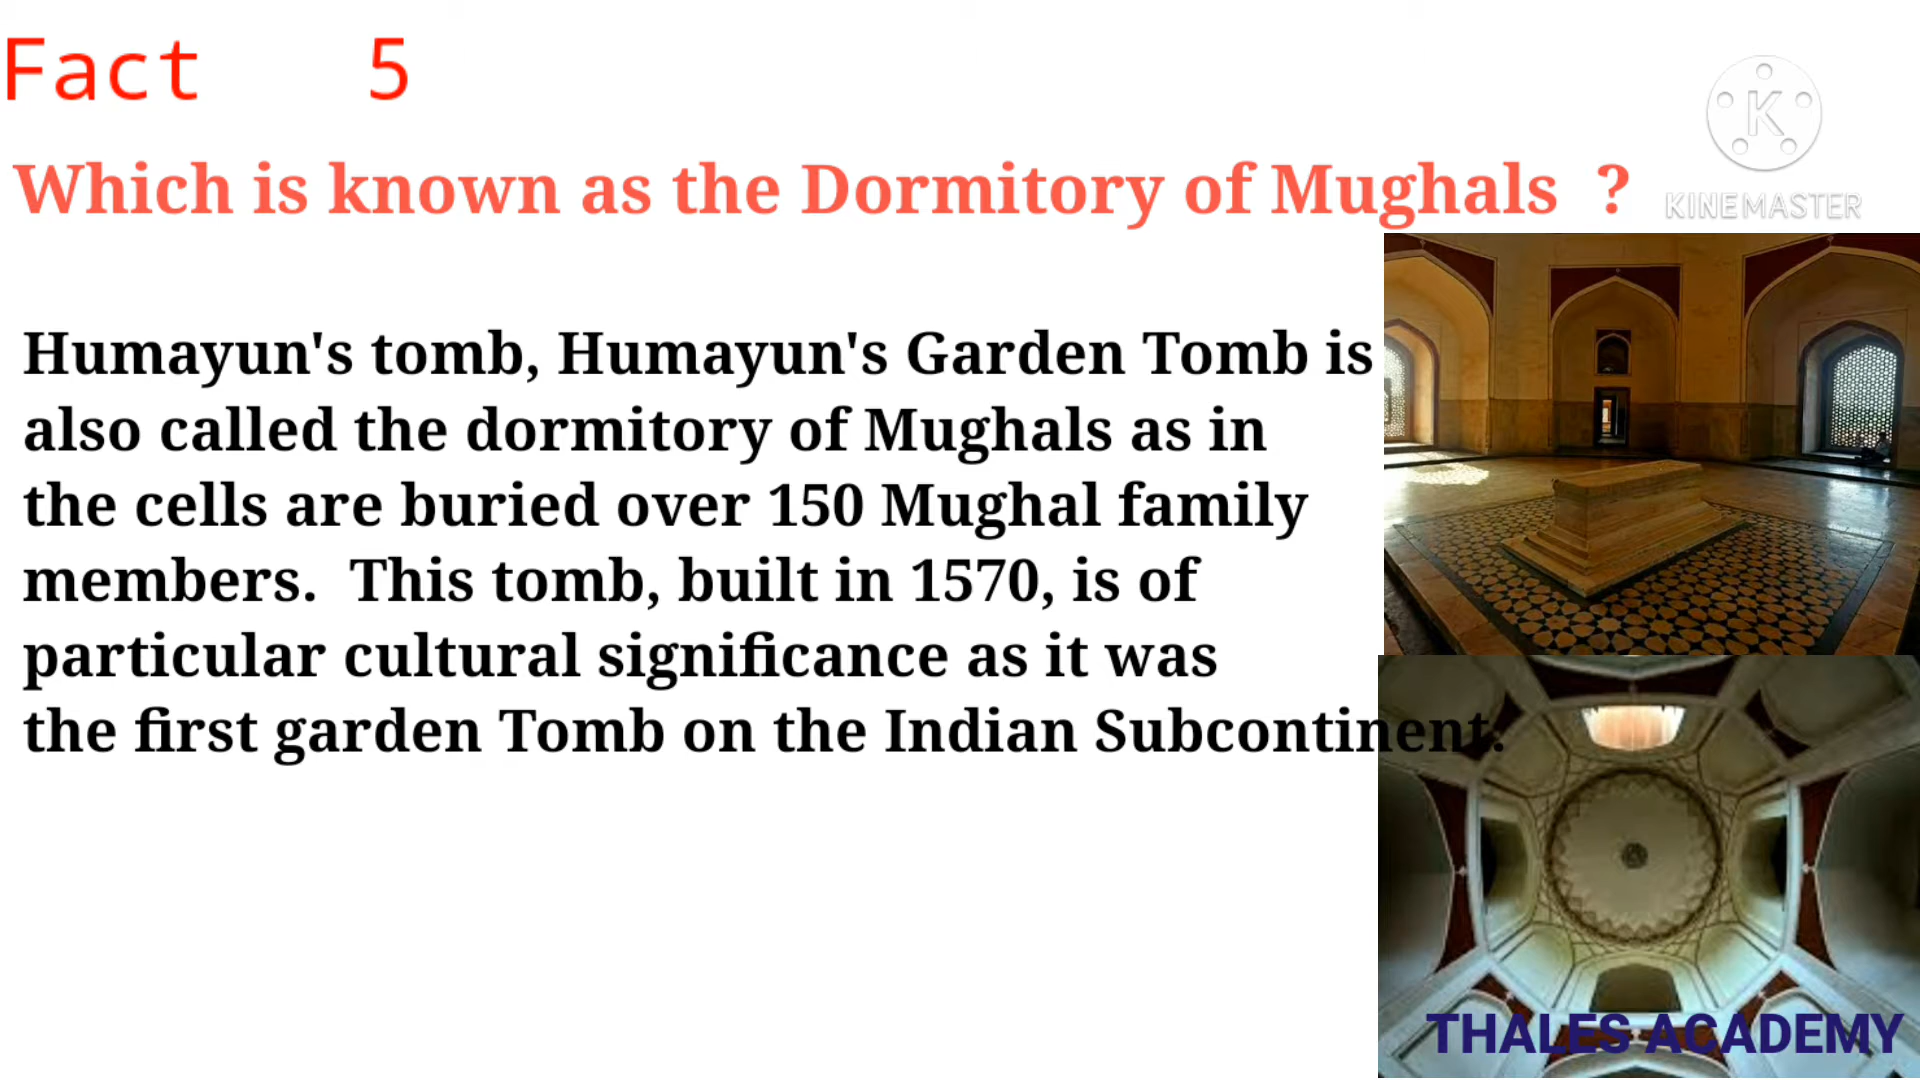 Fact 5
K
KINEMASTER
Which is known as the Dormitory of Mughals ?
Humayun's tomb, Humayun's Garden Tomb is
also called the dormitory of Mughals as in
the cells are buried over 150 Mughal family
members. This tomb, built in 1570, is of
particular cultural significance as it was
the first garden Tomb on the Indian Subcontinent.
THALES ACADEMY